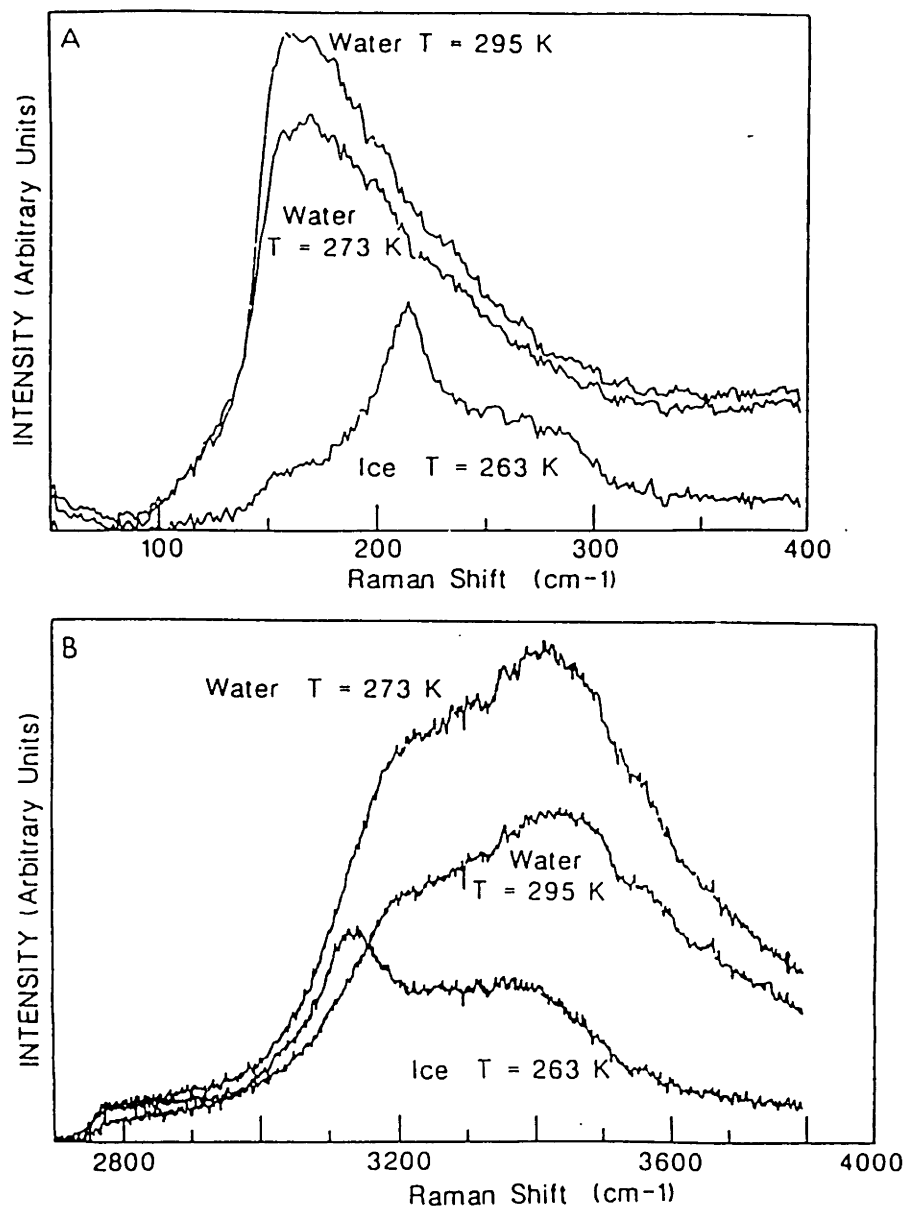 A
Water T = 295 K
Water
T = 273 K
Ice T = 263 K
INTENSITY (Arbitrary Units)
100 200 300 400
Raman Shift (cm-1)
B
Water T = 273 K
Water
T = 295 K
Ice T = 263 K
INTENSITY (Arbitrary Units)
2800 3200 3600 4000
Raman Shift (cm-1)